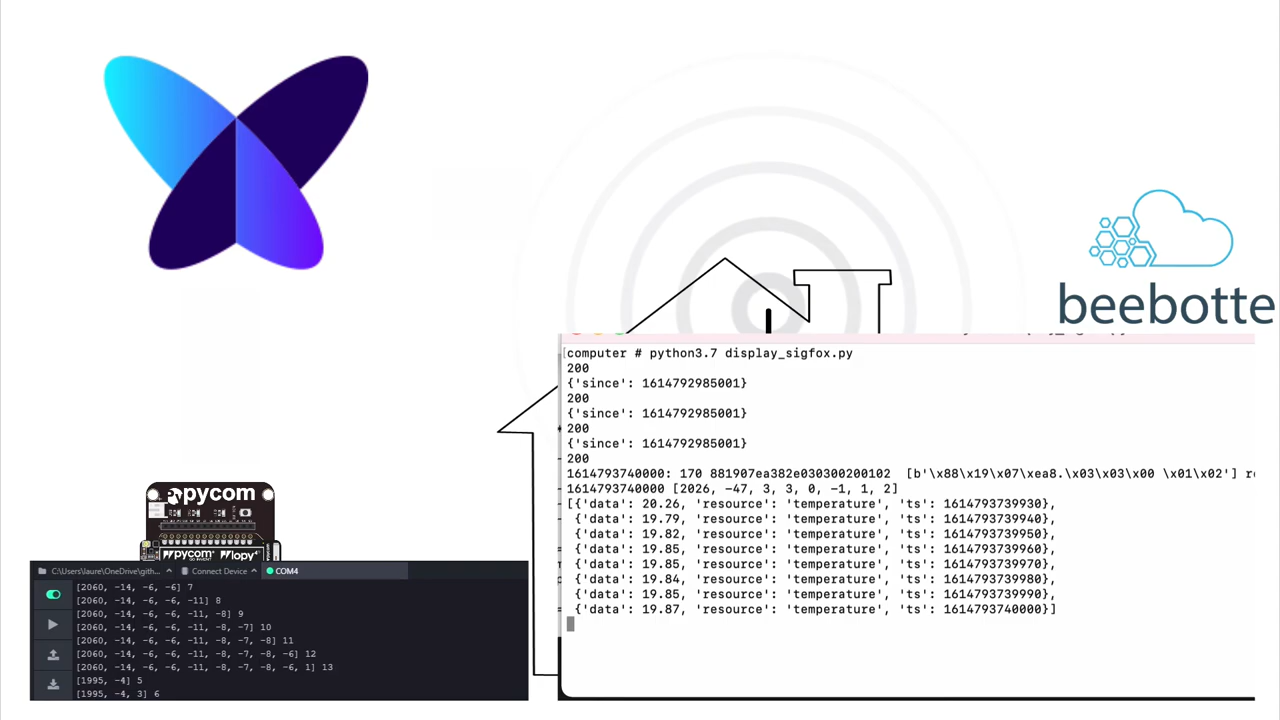 beebotte
pycom
pycom lopy4
C:\Users\laure\OneDrive\gith... Connect Device COM4
[2060, -14, -6, -6] 7
[2060, -14, -6, -6, -11] 8
[2060, -14, -6, -6, -11, -8] 9
[2060, -14, -6, -6, -11, -8, -7] 10
[2060, -14, -6, -6, -11, -8, -7, -8] 11
[2060, -14, -6, -6, -11, -8, -7, -8, -6] 12
[2060, -14, -6, -6, -11, -8, -7, -8, -6, 1] 13
[1995, -4] 5
[1995, -4, 3] 6
computer # python3.7 display_sigfox.py
200
{'since': 1614792985001}
200
{'since': 1614792985001}
200
{'since': 1614792985001}
200
1614793740000: 170 881907ea382e030300200102 [b'\x88\x19\x07\xea8.\x03\x03\x00 \x01\x02']
1614793740000 [2026, -47, 3, 3, 0, -1, 1, 2]
[{'data': 20.26, 'resource': 'temperature', 'ts': 1614793739930},
{'data': 19.79, 'resource': 'temperature', 'ts': 1614793739940},
{'data': 19.82, 'resource': 'temperature', 'ts': 1614793739950},
{'data': 19.85, 'resource': 'temperature', 'ts': 1614793739960},
{'data': 19.85, 'resource': 'temperature', 'ts': 1614793739970},
{'data': 19.84, 'resource': 'temperature', 'ts': 1614793739980},
{'data': 19.85, 'resource': 'temperature', 'ts': 1614793739990},
{'data': 19.87, 'resource': 'temperature', 'ts': 1614793740000}]